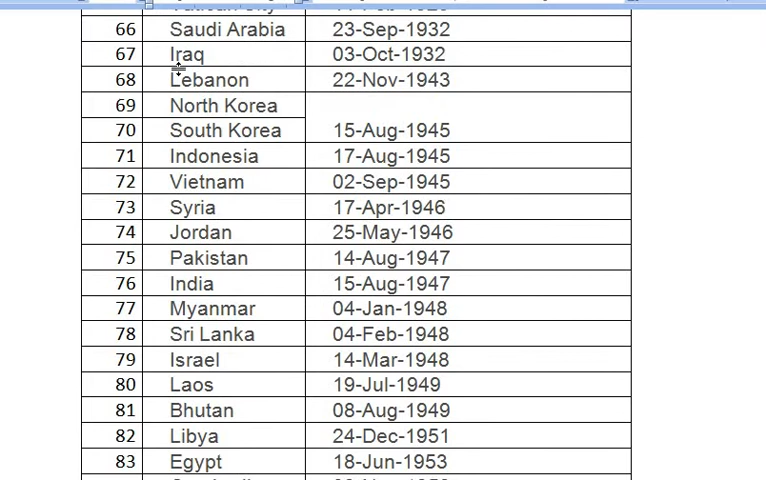 66 Saudi Arabia 23-Sep-1932
67 Iraq 03-Oct-1932
68 Lebanon 22-Nov-1943
69 North Korea
70 South Korea 15-Aug-1945
71 Indonesia 17-Aug-1945
72 Vietnam 02-Sep-1945
73 Syria 17-Apr-1946
74 Jordan 25-May-1946
75 Pakistan 14-Aug-1947
76 India 15-Aug-1947
77 Myanmar 04-Jan-1948
78 Sri Lanka 04-Feb-1948
79 Israel 14-Mar-1948
80 Laos 19-Jul-1949
81 Bhutan 08-Aug-1949
82 Libya 24-Dec-1951
83 Egypt 18-Jun-1953